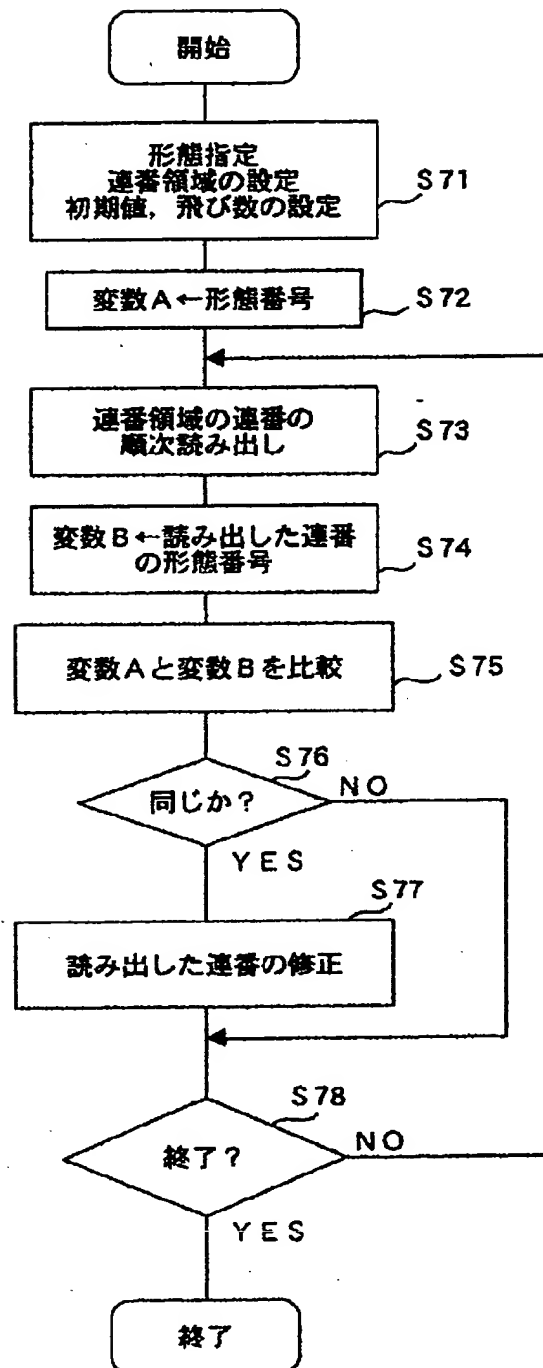 開始
形態指定
連番領域の設定
初期値，飛び数の設定
S71
変数A←形態番号
S72
連番領域の連番の
順次読み出し
S73
変数B←読み出した連番
の形態番号
S74
変数Aと変数Bを比較
S75
S76
同じか？
NO
YES
S77
読み出した連番の修正
S78
終了？
NO
YES
終了